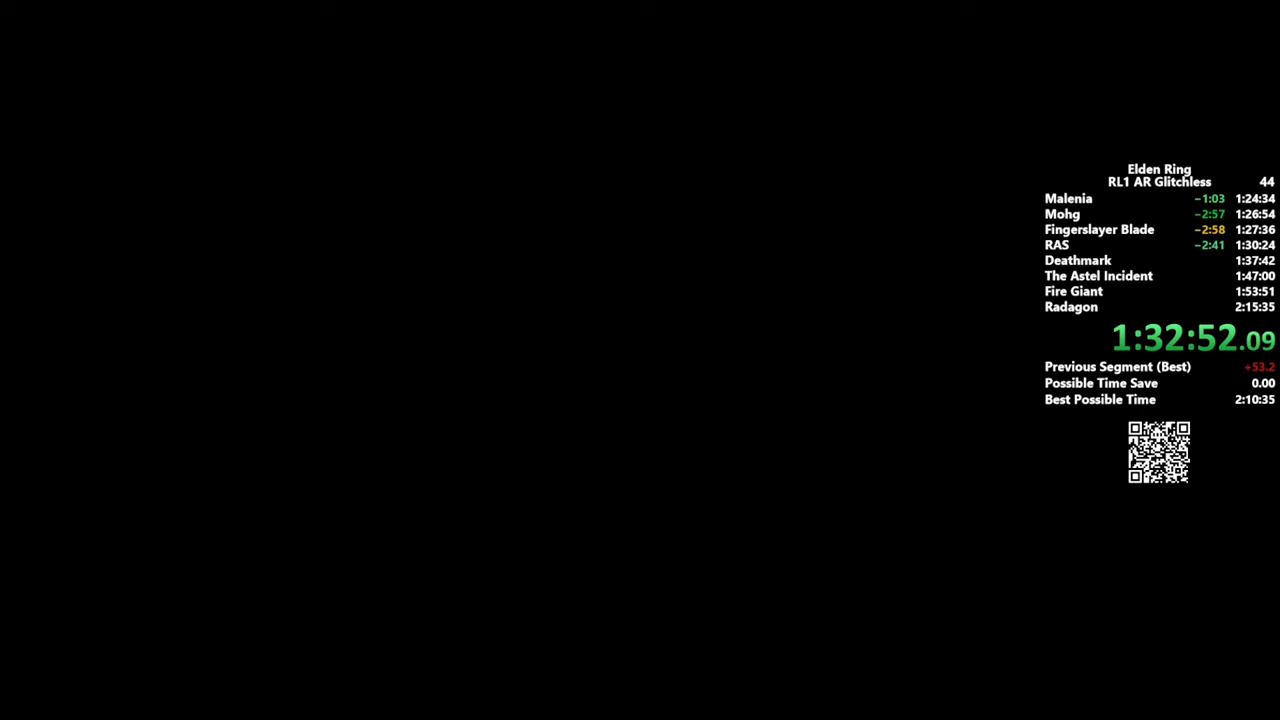 Elden Ring
RL1 AR Glitchless 44
Malenia −1:03 1:24:34
Mohg −2:57 1:26:54
Fingerslayer Blade −2:58 1:27:36
RAS −2:41 1:30:24
Deathmark 1:37:42
The Astel Incident 1:47:00
Fire Giant 1:53:51
Radagon 2:15:35
1:32:52.09
Previous Segment (Best) +53.2
Possible Time Save 0.00
Best Possible Time 2:10:35